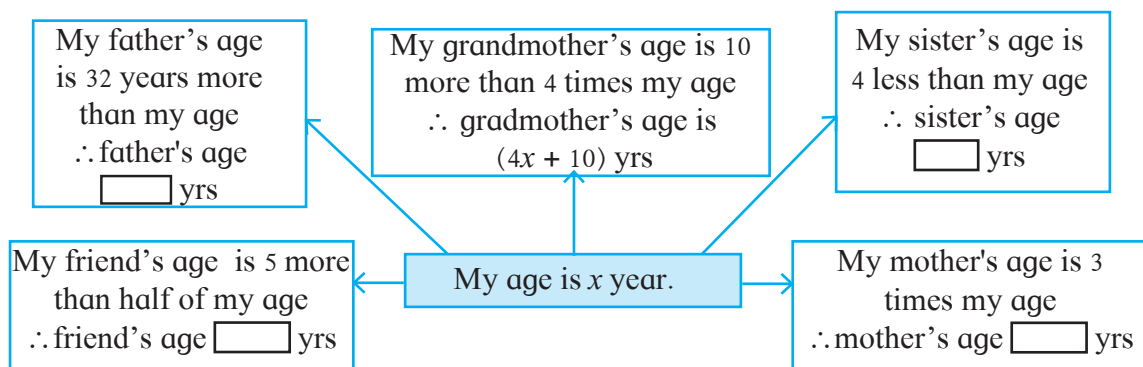 My father's age
is 32 years more
than my age
∴ father's age
yrs
My grandmother's age is 10
more than 4 times my age
∴ gradmother's age is
(4x + 10) yrs
My sister's age is
4 less than my age
∴ sister's age
yrs
My friend's age is 5 more
than half of my age
∴ friend's age yrs
My age is x year.
My mother's age is 3
times my age
∴ mother's age yrs